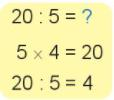 20 : 5 = ?
5 × 4 = 20
20 : 5 = 4